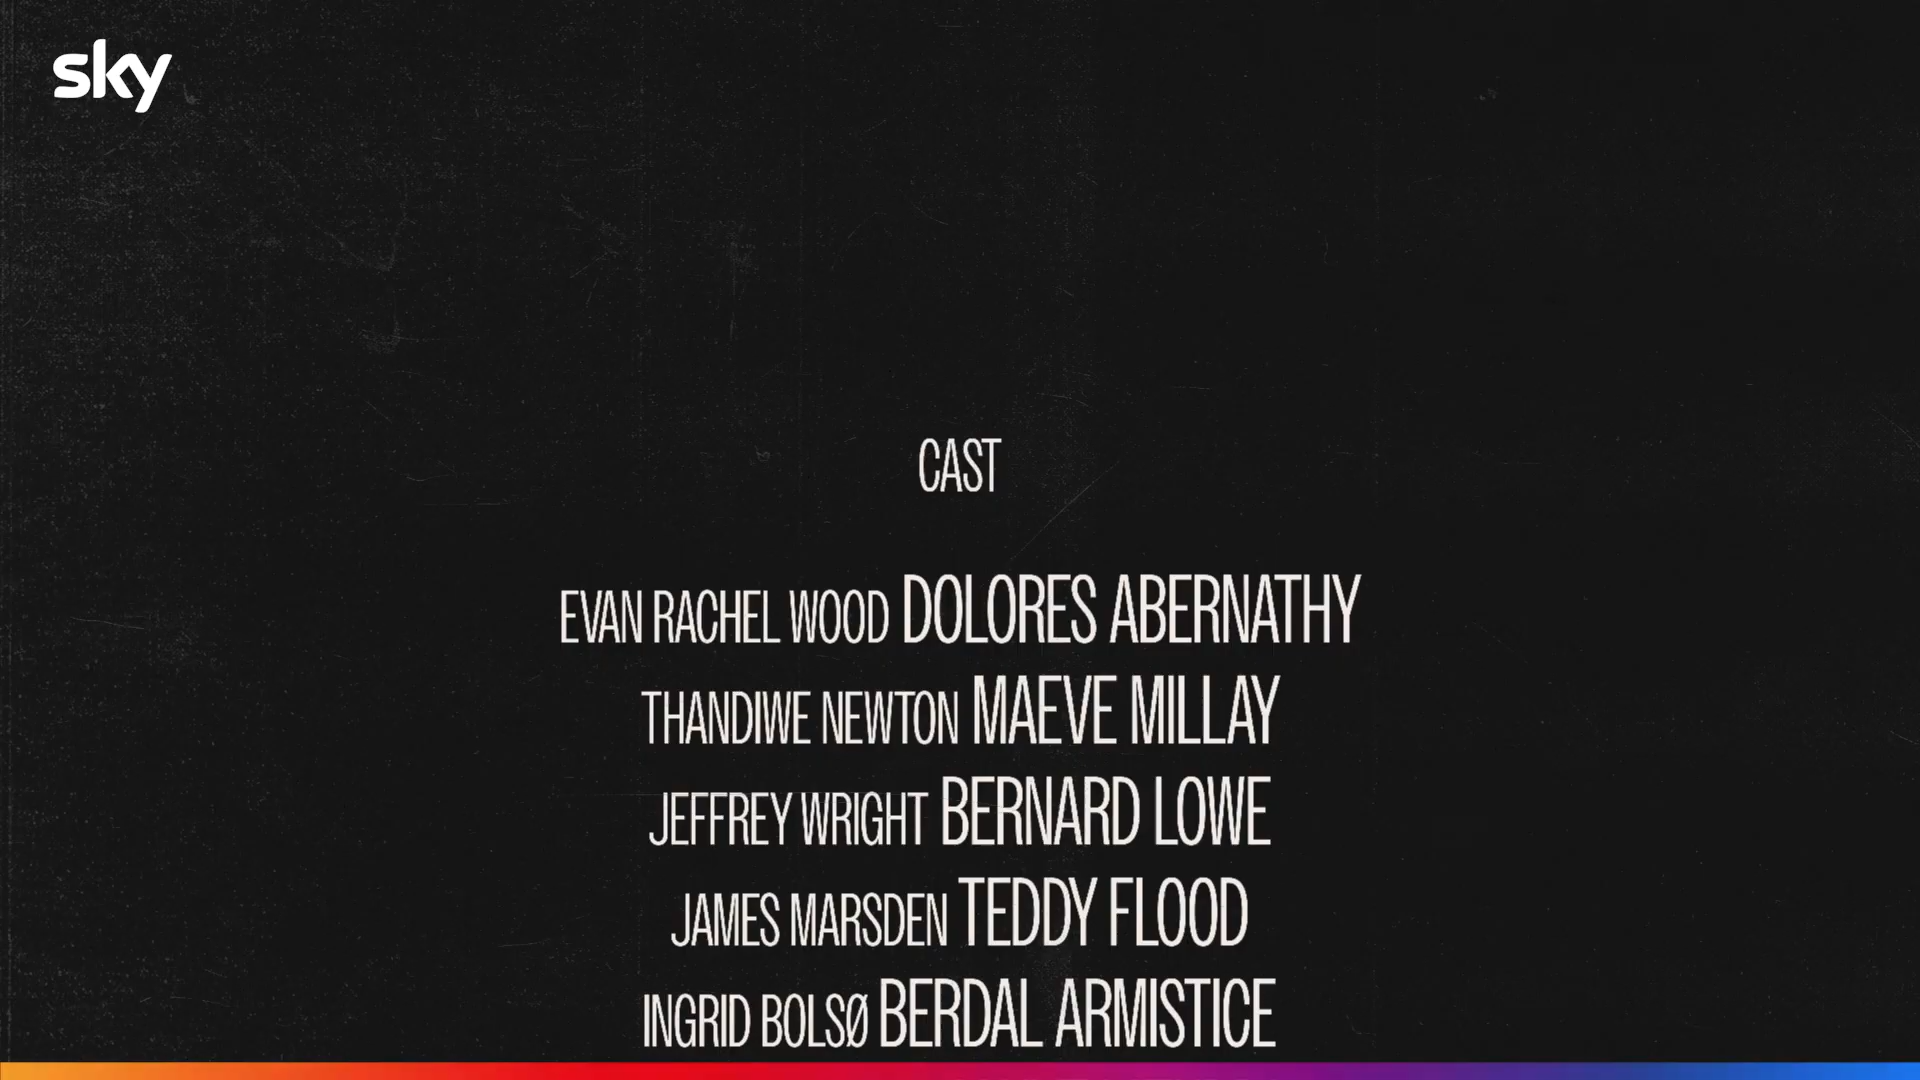 sky
CAST
EVAN RACHEL WOOD DOLORES ABERNATHY
THANDIWE NEWTON MAEVE MILLAY
JEFFREY WRIGHT BERNARD LOWE
JAMES MARSDEN TEDDY FLOOD
INGRID BOLSØ BERDAL ARMISTICE